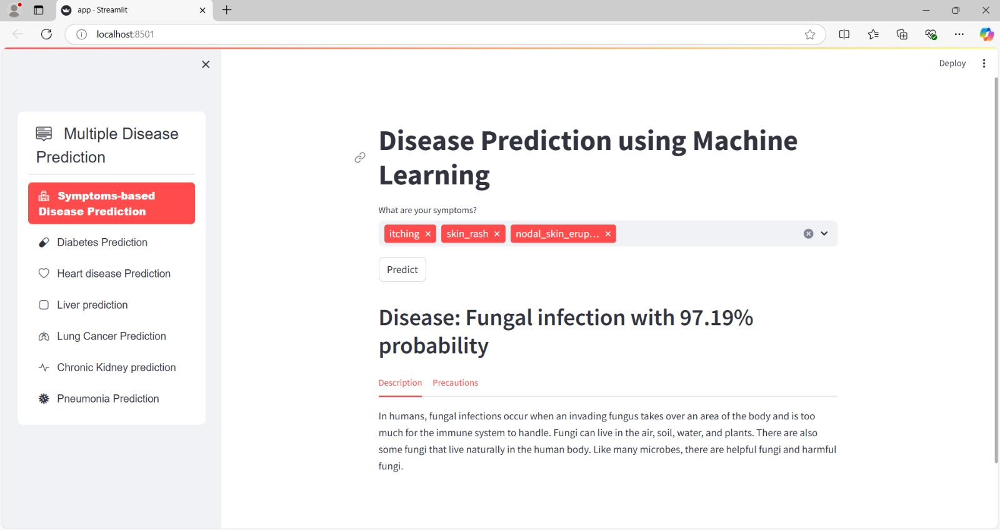 app · Streamlit
localhost:8501
Deploy
Multiple Disease
Prediction
Symptoms-based
Disease Prediction
Diabetes Prediction
Heart disease Prediction
Liver prediction
Lung Cancer Prediction
Chronic Kidney prediction
Pneumonia Prediction
Disease Prediction using Machine
Learning
What are your symptoms?
itching skin_rash nodal_skin_erup...
Predict
Disease: Fungal infection with 97.19%
probability
Description Precautions
In humans, fungal infections occur when an invading fungus takes over an area of the body and is too
much for the immune system to handle. Fungi can live in the air, soil, water, and plants. There are also
some fungi that live naturally in the human body. Like many microbes, there are helpful fungi and harmful
fungi.